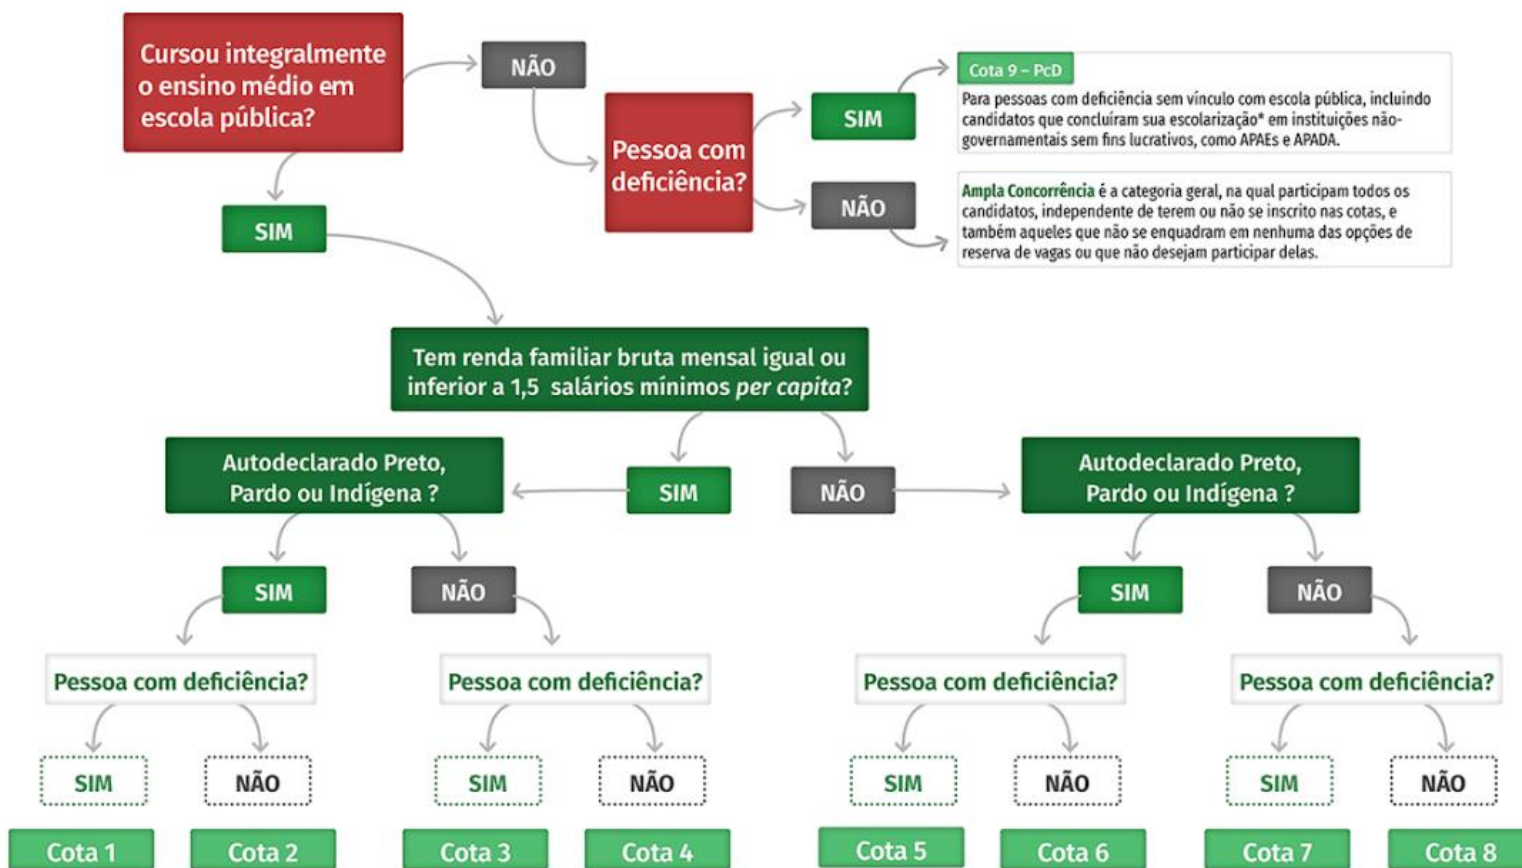 Cursou integralmente
o ensino médio em
escola pública?
NÃO
SIM
Pessoa com
deficiência?
SIM
Cota 9 – PcD
Para pessoas com deficiência sem vínculo com escola pública, incluindo
candidatos que concluíram sua escolarização* em instituições não-
governamentais sem fins lucrativos, como APAEs e APADA.
NÃO
Ampla Concorrência é a categoria geral, na qual participam todos os
candidatos, independente de terem ou não se inscrito nas cotas, e
também aqueles que não se enquadram em nenhuma das opções de
reserva de vagas ou que não desejam participar delas.
Tem renda familiar bruta mensal igual ou
inferior a 1,5 salários mínimos per capita?
Autodeclarado Preto,
Pardo ou Indígena ?
SIM
NÃO
Autodeclarado Preto,
Pardo ou Indígena ?
SIM
NÃO
SIM
NÃO
Pessoa com deficiência?
Pessoa com deficiência?
Pessoa com deficiência?
Pessoa com deficiência?
SIM
NÃO
SIM
NÃO
SIM
NÃO
SIM
NÃO
Cota 1
Cota 2
Cota 3
Cota 4
Cota 5
Cota 6
Cota 7
Cota 8